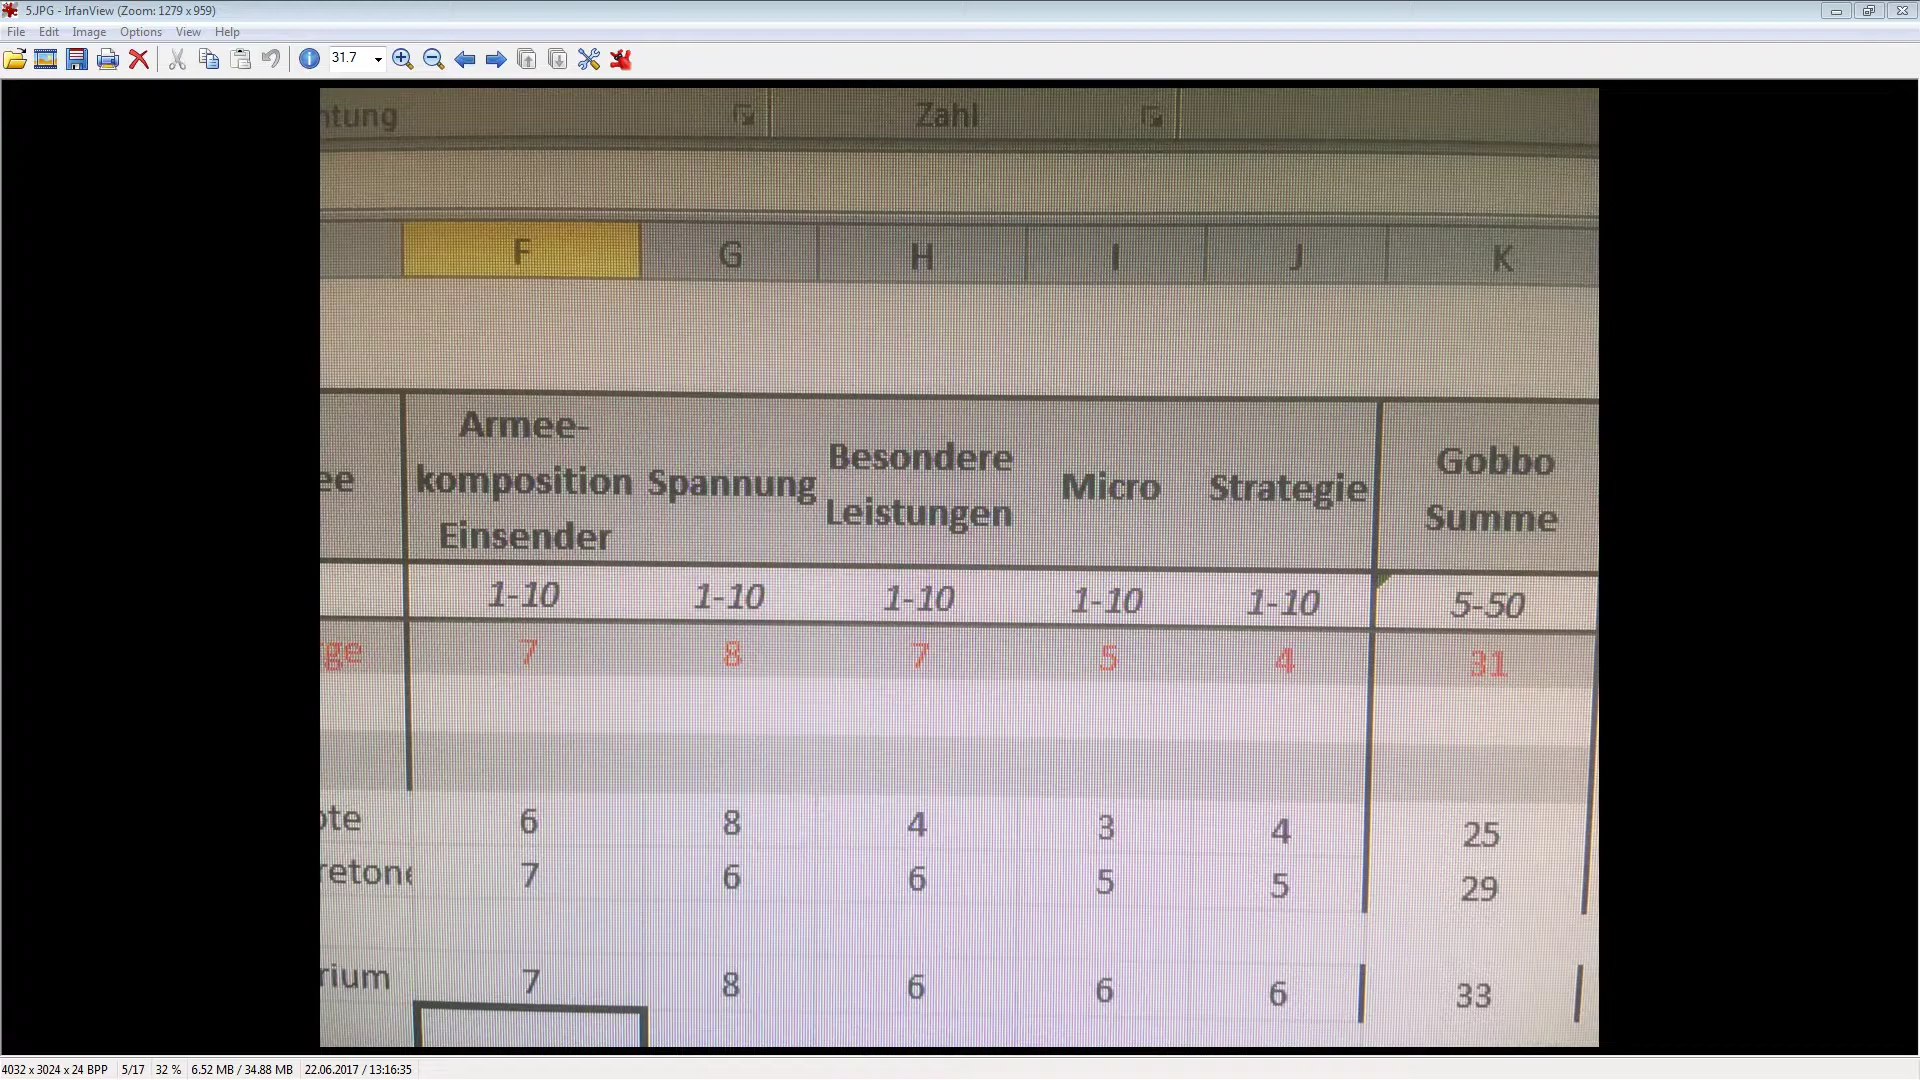 5.JPG - IrfanView (Zoom: 1279 x 959)
File Edit Image Options View Help
31.7
htung Zahl
F G H I J K
Armee-
komposition
Einsender
Spannung
Besondere
Leistungen
Micro
Strategie
Gobbo
Summe
ee
1-10 1-10 1-10 1-10 1-10 5-50
ge 7 8 7 5 4 31
ote 6 8 4 3 4 25
retone 7 6 6 5 5 29
rium 7 8 6 6 6 33
4032 x 3024 x 24 BPP 5/17 32 % 6.52 MB / 34.88 MB 22.06.2017 / 13:16:35